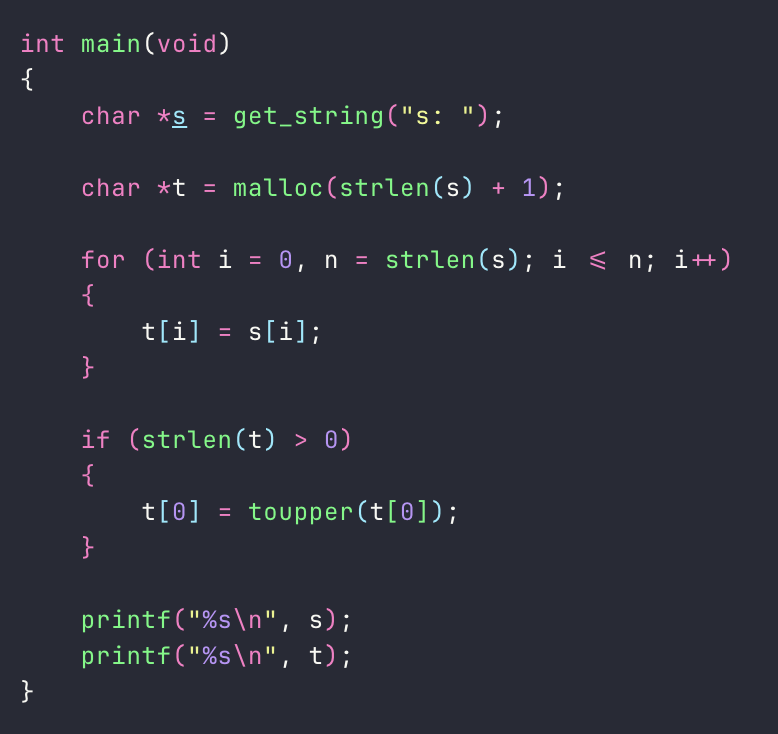 int main(void)
{
    char *s = get_string("s: ");

    char *t = malloc(strlen(s) + 1);

    for (int i = 0, n = strlen(s); i <= n; i++)
    {
        t[i] = s[i];
    }

    if (strlen(t) > 0)
    {
        t[0] = toupper(t[0]);
    }

    printf("%s\n", s);
    printf("%s\n", t);
}